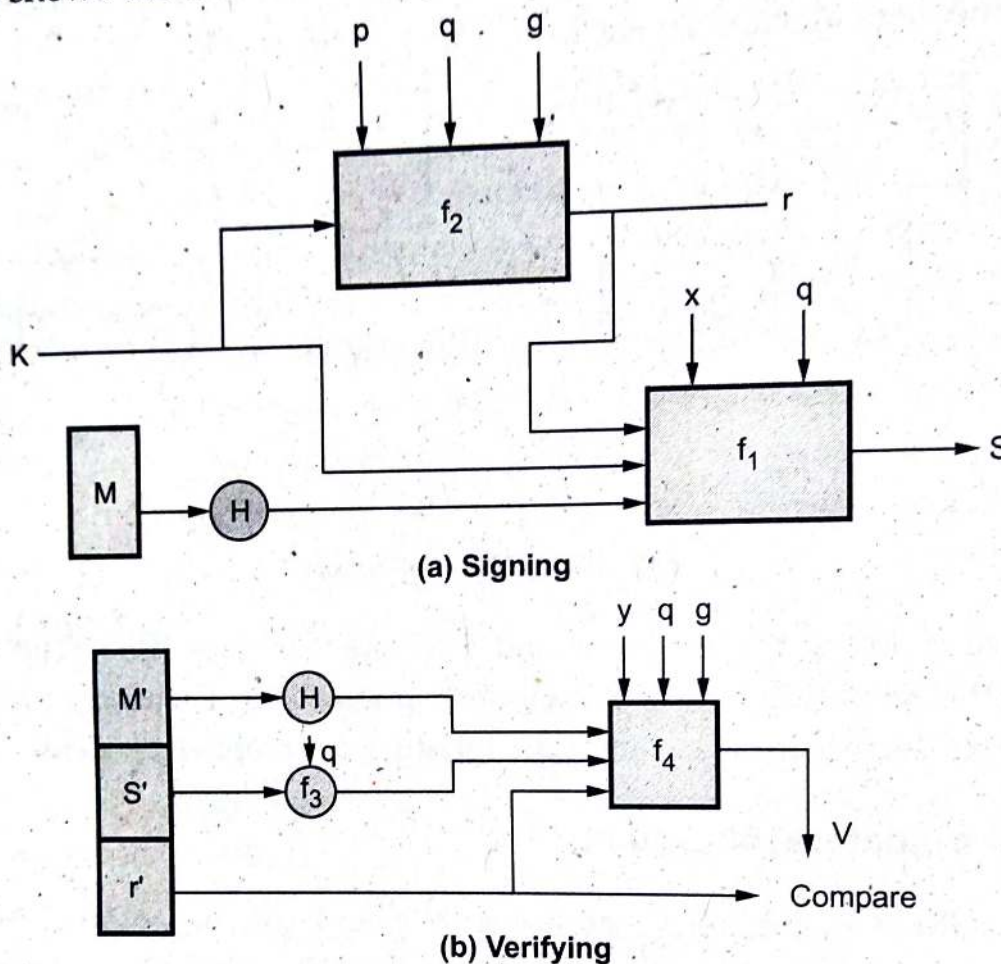 p q g
f2
r
x q
K
f1
S
M
H
(a) Signing
y q g
M'
H
q
f4
S'
f3
V
r'
Compare
(b) Verifying